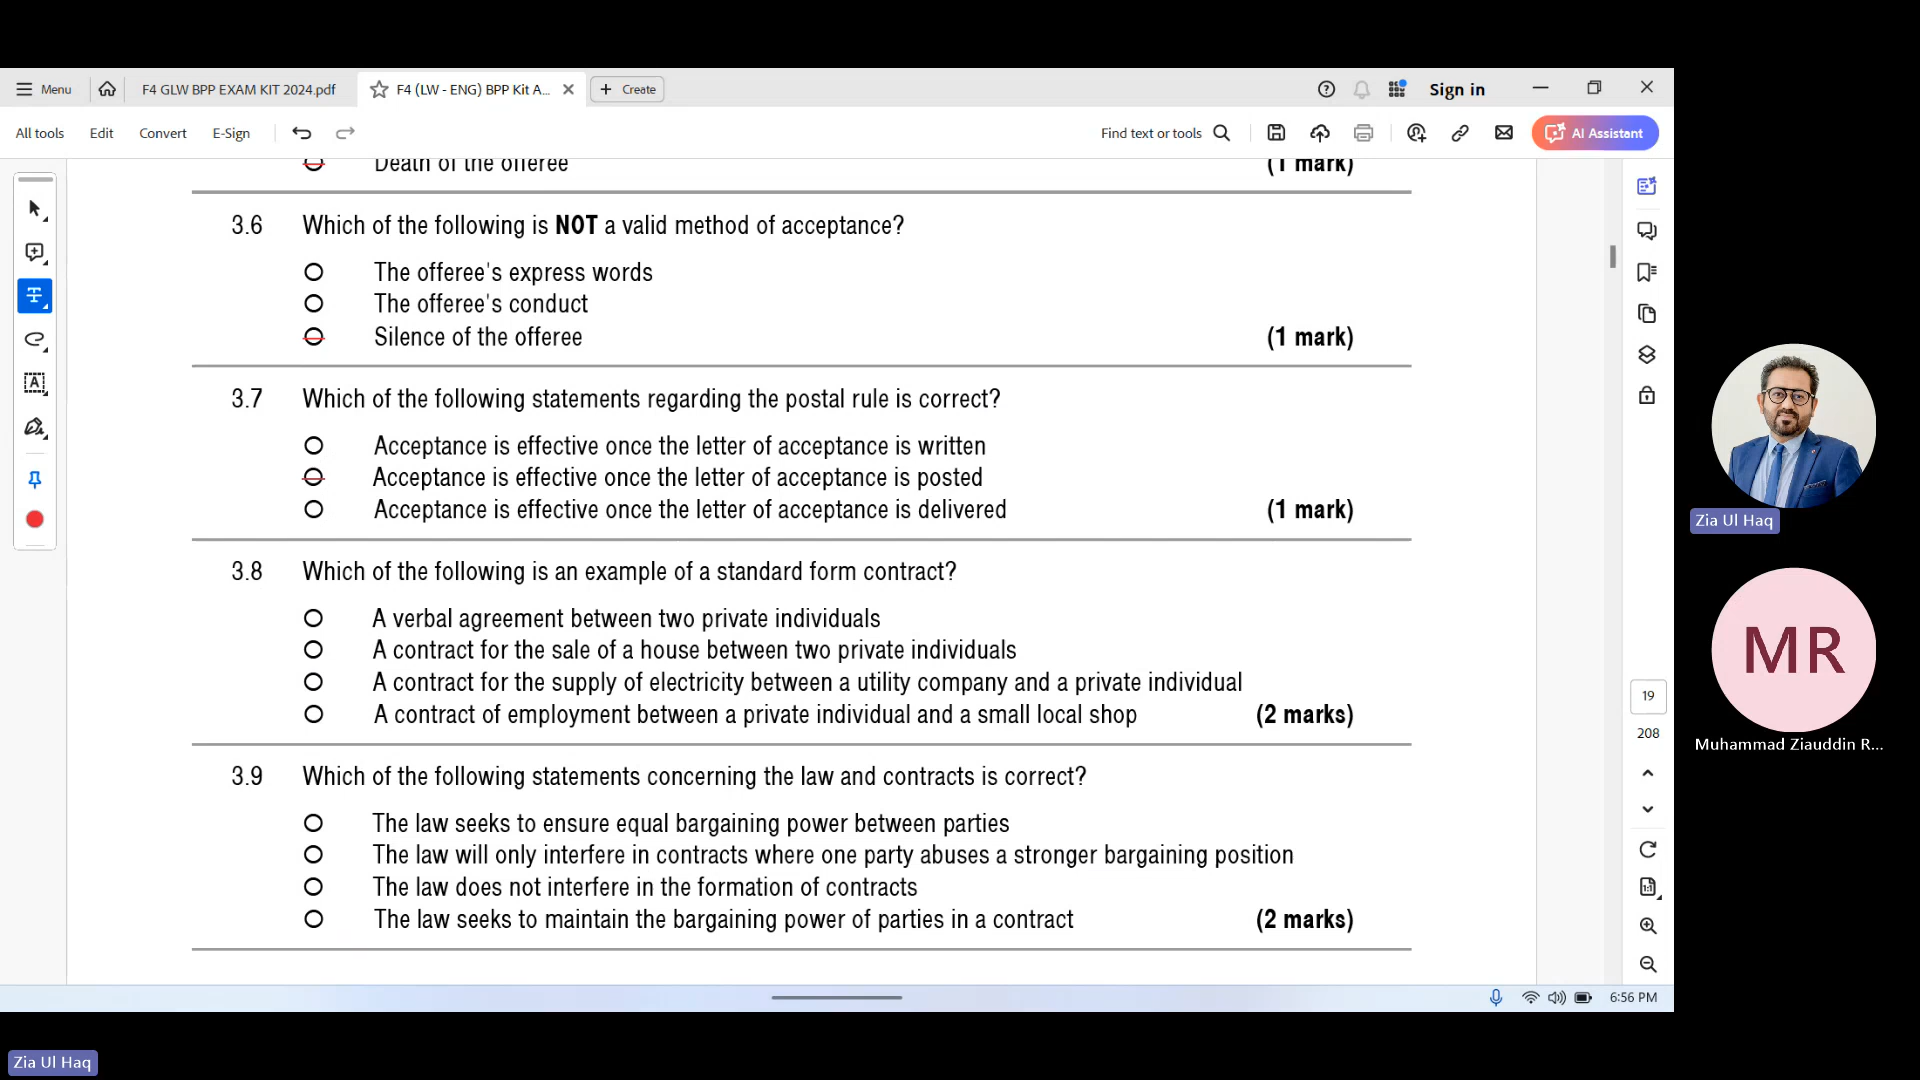 Menu
F4 GLW BPP EXAM KIT 2024.pdf
F4 (LW - ENG) BPP Kit A...
Create
Sign in
All tools
Edit
Convert
E-Sign
Find text or tools
AI Assistant
Death of the offeree (1 mark)
3.6 Which of the following is NOT a valid method of acceptance?
The offeree's express words
The offeree's conduct
Silence of the offeree (1 mark)
3.7 Which of the following statements regarding the postal rule is correct?
Acceptance is effective once the letter of acceptance is written
Acceptance is effective once the letter of acceptance is posted
Acceptance is effective once the letter of acceptance is delivered (1 mark)
3.8 Which of the following is an example of a standard form contract?
A verbal agreement between two private individuals
A contract for the sale of a house between two private individuals
A contract for the supply of electricity between a utility company and a private individual
A contract of employment between a private individual and a small local shop (2 marks)
3.9 Which of the following statements concerning the law and contracts is correct?
The law seeks to ensure equal bargaining power between parties
The law will only interfere in contracts where one party abuses a stronger bargaining position
The law does not interfere in the formation of contracts
The law seeks to maintain the bargaining power of parties in a contract (2 marks)
19
208
6:56 PM
Zia Ul Haq
MR
Muhammad Ziauddin R...
Zia Ul Haq